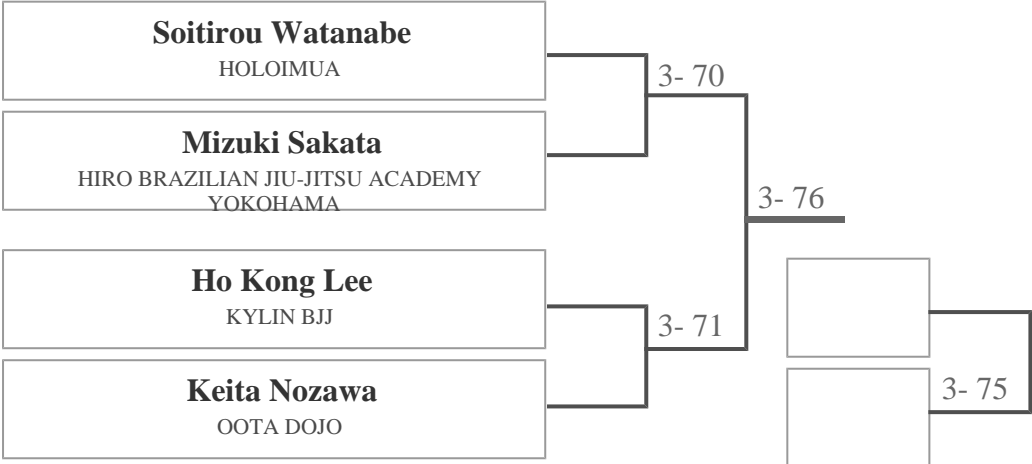 Soitirou Watanabe
HOLOIMUA
3- 70
Mizuki Sakata
HIRO BRAZILIAN JIU-JITSU ACADEMY
YOKOHAMA
3- 76
Ho Kong Lee
KYLIN BJJ
3- 71
Keita Nozawa
OOTA DOJO
3- 75